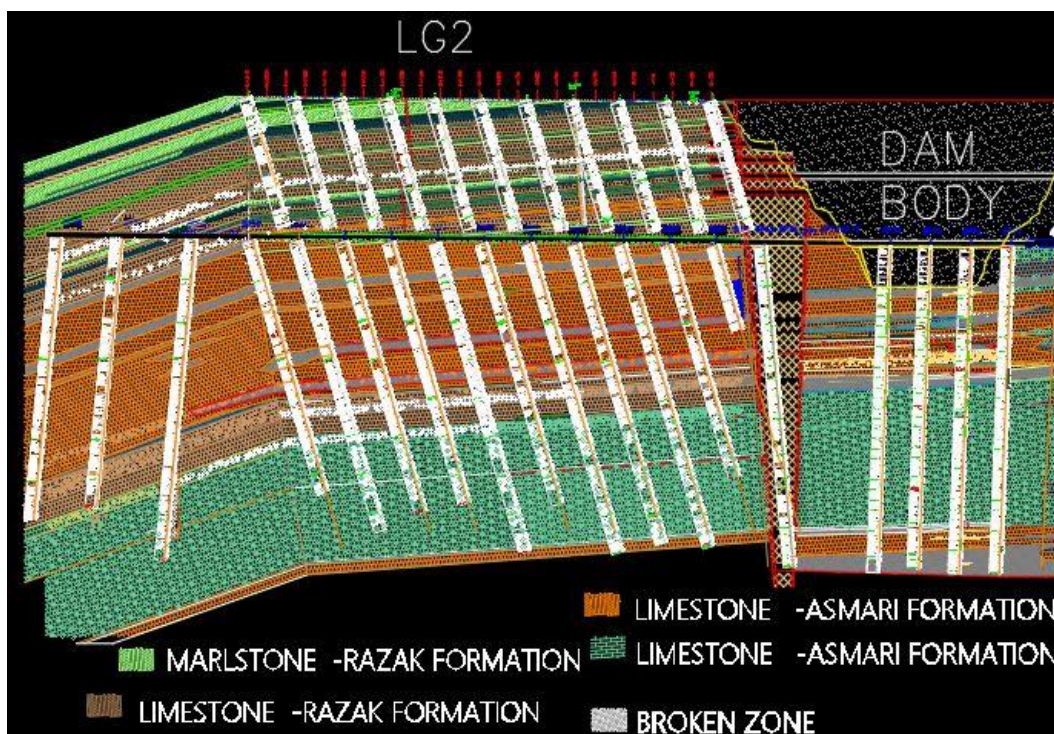 LG2
DAM
BODY
LIMESTONE -ASMARI FORMATION
MARLSTONE -RAZAK FORMATION
LIMESTONE -ASMARI FORMATION
LIMESTONE -RAZAK FORMATION
BROKEN ZONE